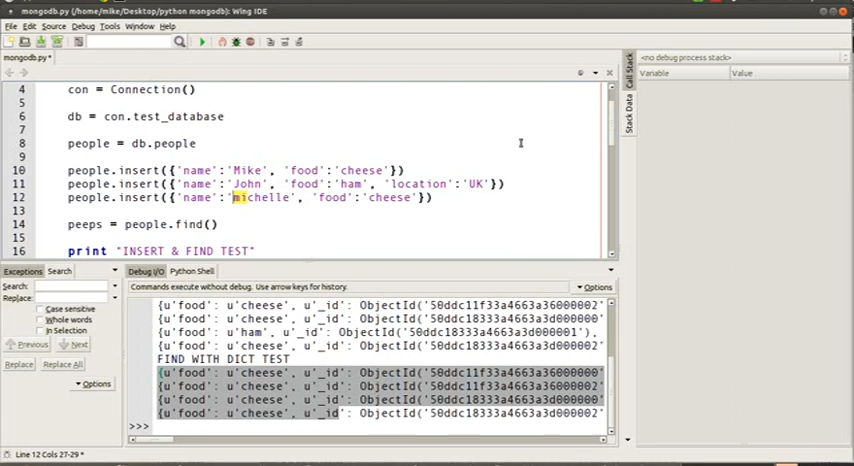 mongodb.py (/home/mike/Desktop/python mongodb): Wing IDE
File Edit Source Debug Tools Window Help
mongodb.py *
4 con = Connection()
5
6 db = con.test_database
7
8 people = db.people
9
10 people.insert({'name':'Mike', 'food':'cheese'})
11 people.insert({'name':'John', 'food':'ham', 'location':'UK'})
12 people.insert({'name':'michelle', 'food':'cheese'})
14 peeps = people.find()
16 print "INSERT & FIND TEST"
Call Stack
Stack Data
<no debug process stack>
Variable Value
Exceptions Search
Search:
Replace:
Case sensitive
Whole words
In Selection
Previous Next
Replace Replace All
Options
Debug I/O Python Shell
Commands execute without debug. Use arrow keys for history.
Options
{u'food': u'cheese', u'_id': ObjectId('50ddc11f33a4663a36000002'
{u'food': u'cheese', u'_id': ObjectId('50ddc18333a4663a3d000000'
{u'food': u'ham', u'_id': ObjectId('50ddc18333a4663a3d000001'),
{u'food': u'cheese', u'_id': ObjectId('50ddc18333a4663a3d000002'
FIND WITH DICT TEST
{u'food': u'cheese', u'_id': ObjectId('50ddc11f33a4663a36000000'
{u'food': u'cheese', u'_id': ObjectId('50ddc11f33a4663a36000002'
{u'food': u'cheese', u'_id': ObjectId('50ddc18333a4663a3d000000'
{u'food': u'cheese', u'_id': ObjectId('50ddc18333a4663a3d000002'
>>>
Line 12 Cols 27-29 *